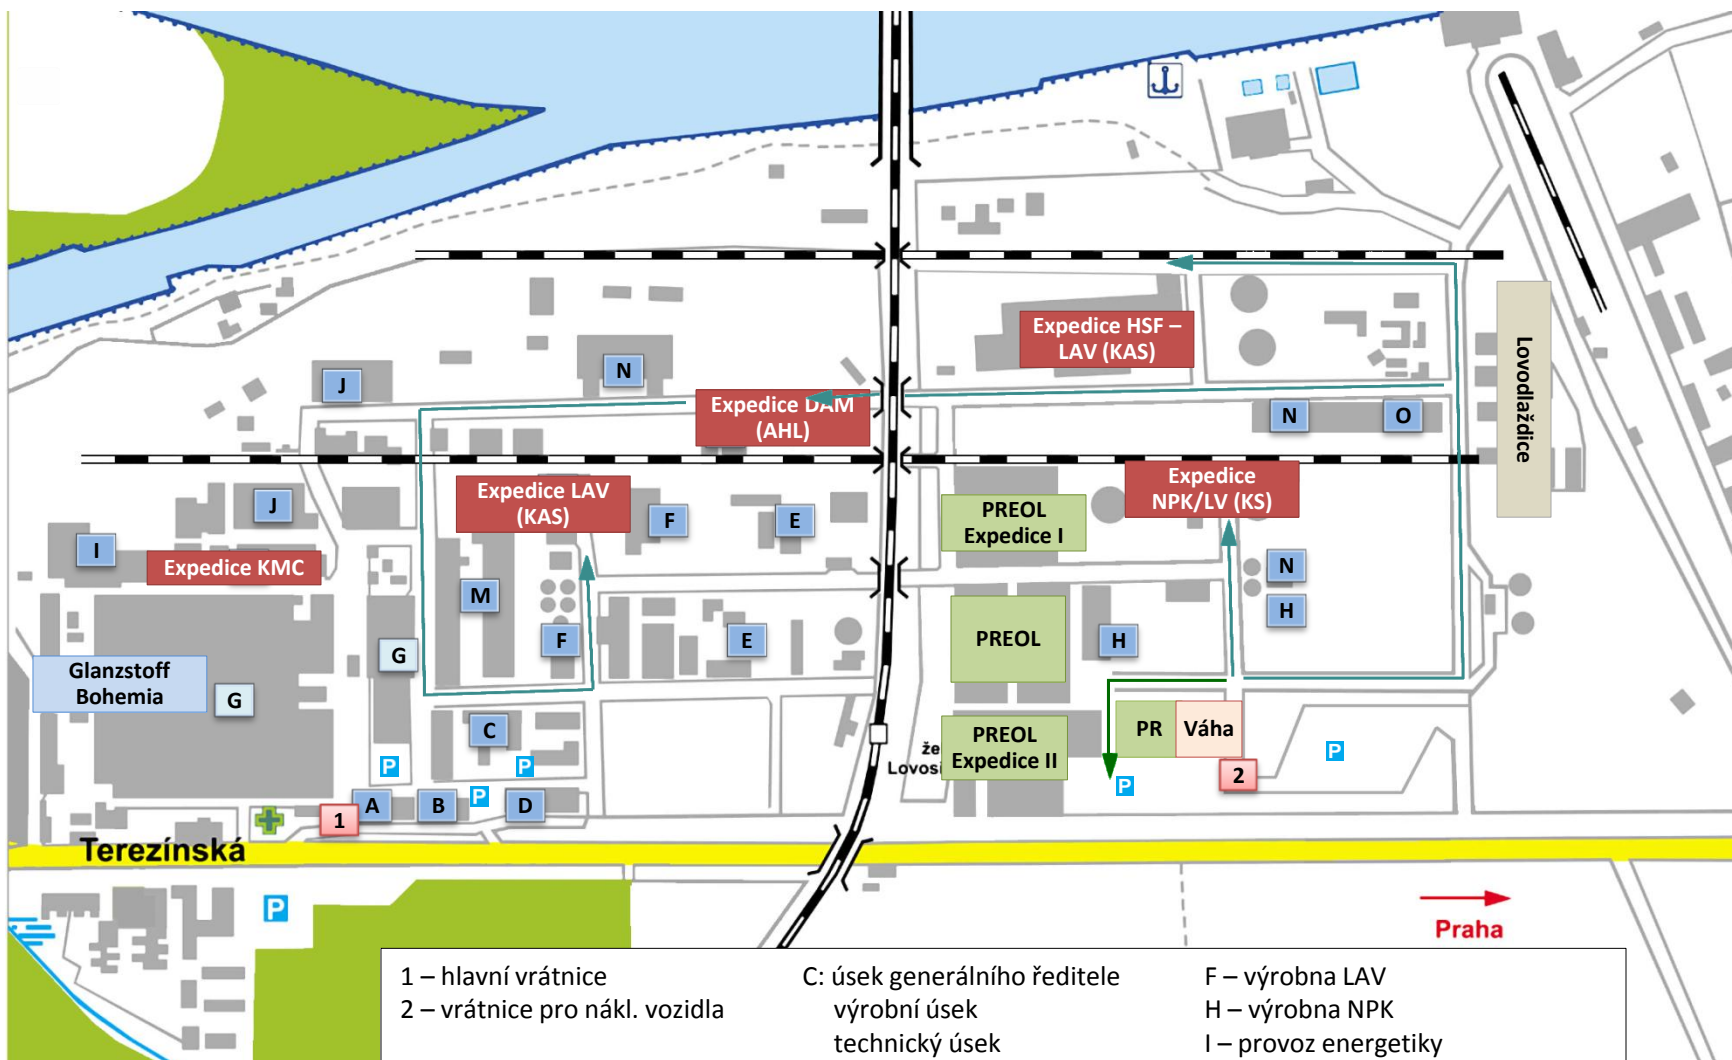 Expedice HSF –
LAV (KAS)
Lovodlaždice
J
N
Expedice DAM
(AHL)
N
O
Expedice LAV
(KAS)
Expedice
NPK/LV (KS)
J
F
E
PREOL
Expedice I
I
Expedice KMC
N
M
H
F
E
PREOL
H
G
Glanzstoff
Bohemia
G
C
PR
Váha
PREOL
Expedice II
že
Lovosi
P
P
P
P
P
2
A
B
D
1
Terezínská
P
Praha
1 – hlavní vrátnice
2 – vrátnice pro nákl. vozidla
C: úsek generálního ředitele
výrobní úsek
technický úsek
F – výrobna LAV
H – výrobna NPK
I – provoz energetiky